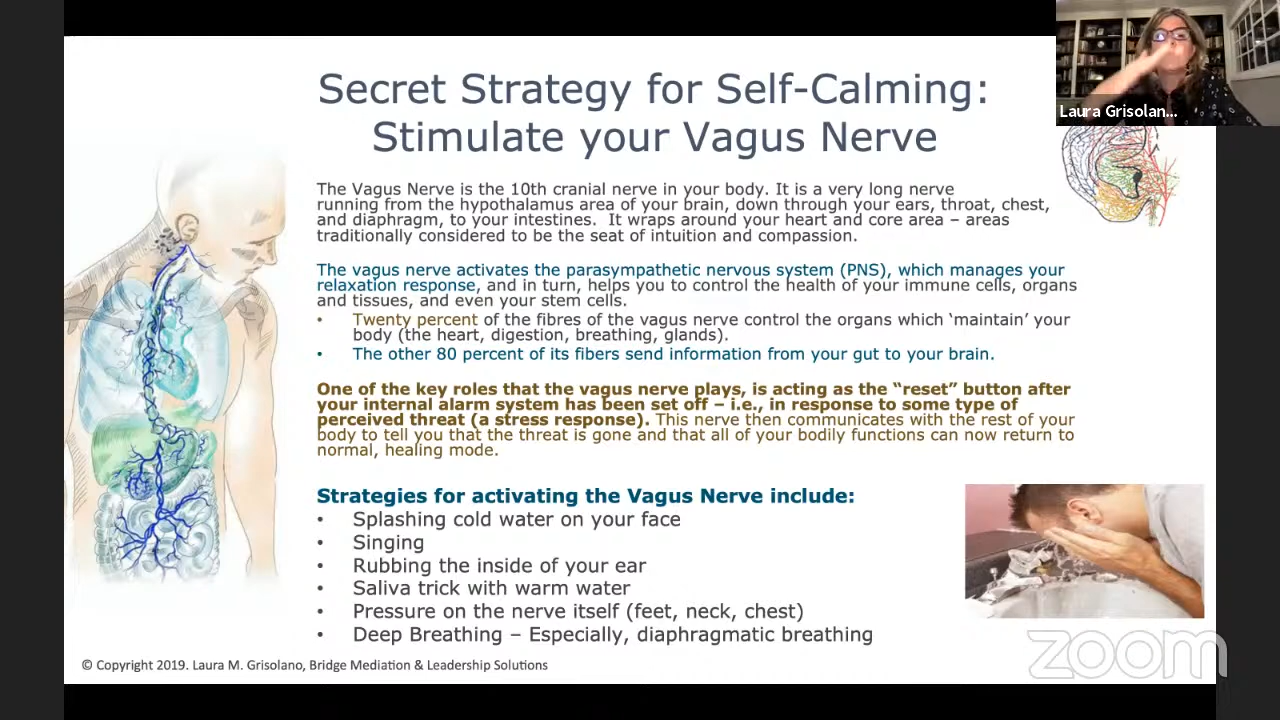 Laura Grisolan...
Secret Strategy for Self-Calming:
Stimulate your Vagus Nerve
The Vagus Nerve is the 10th cranial nerve in your body. It is a very long nerve
running from the hypothalamus area of your brain, down through your ears, throat, chest,
and diaphragm, to your intestines. It wraps around your heart and core area – areas
traditionally considered to be the seat of intuition and compassion.
The vagus nerve activates the parasympathetic nervous system (PNS), which manages your
relaxation response, and in turn, helps you to control the health of your immune cells, organs
and tissues, and even your stem cells.
• Twenty percent of the fibres of the vagus nerve control the organs which ‘maintain’ your
body (the heart, digestion, breathing, glands).
• The other 80 percent of its fibers send information from your gut to your brain.
One of the key roles that the vagus nerve plays, is acting as the “reset” button after
your internal alarm system has been set off – i.e., in response to some type of
perceived threat (a stress response). This nerve then communicates with the rest of your
body to tell you that the threat is gone and that all of your bodily functions can now return to
normal, healing mode.
Strategies for activating the Vagus Nerve include:
• Splashing cold water on your face
• Singing
• Rubbing the inside of your ear
• Saliva trick with warm water
• Pressure on the nerve itself (feet, neck, chest)
• Deep Breathing – Especially, diaphragmatic breathing
© Copyright 2019. Laura M. Grisolano, Bridge Mediation & Leadership Solutions
zoom